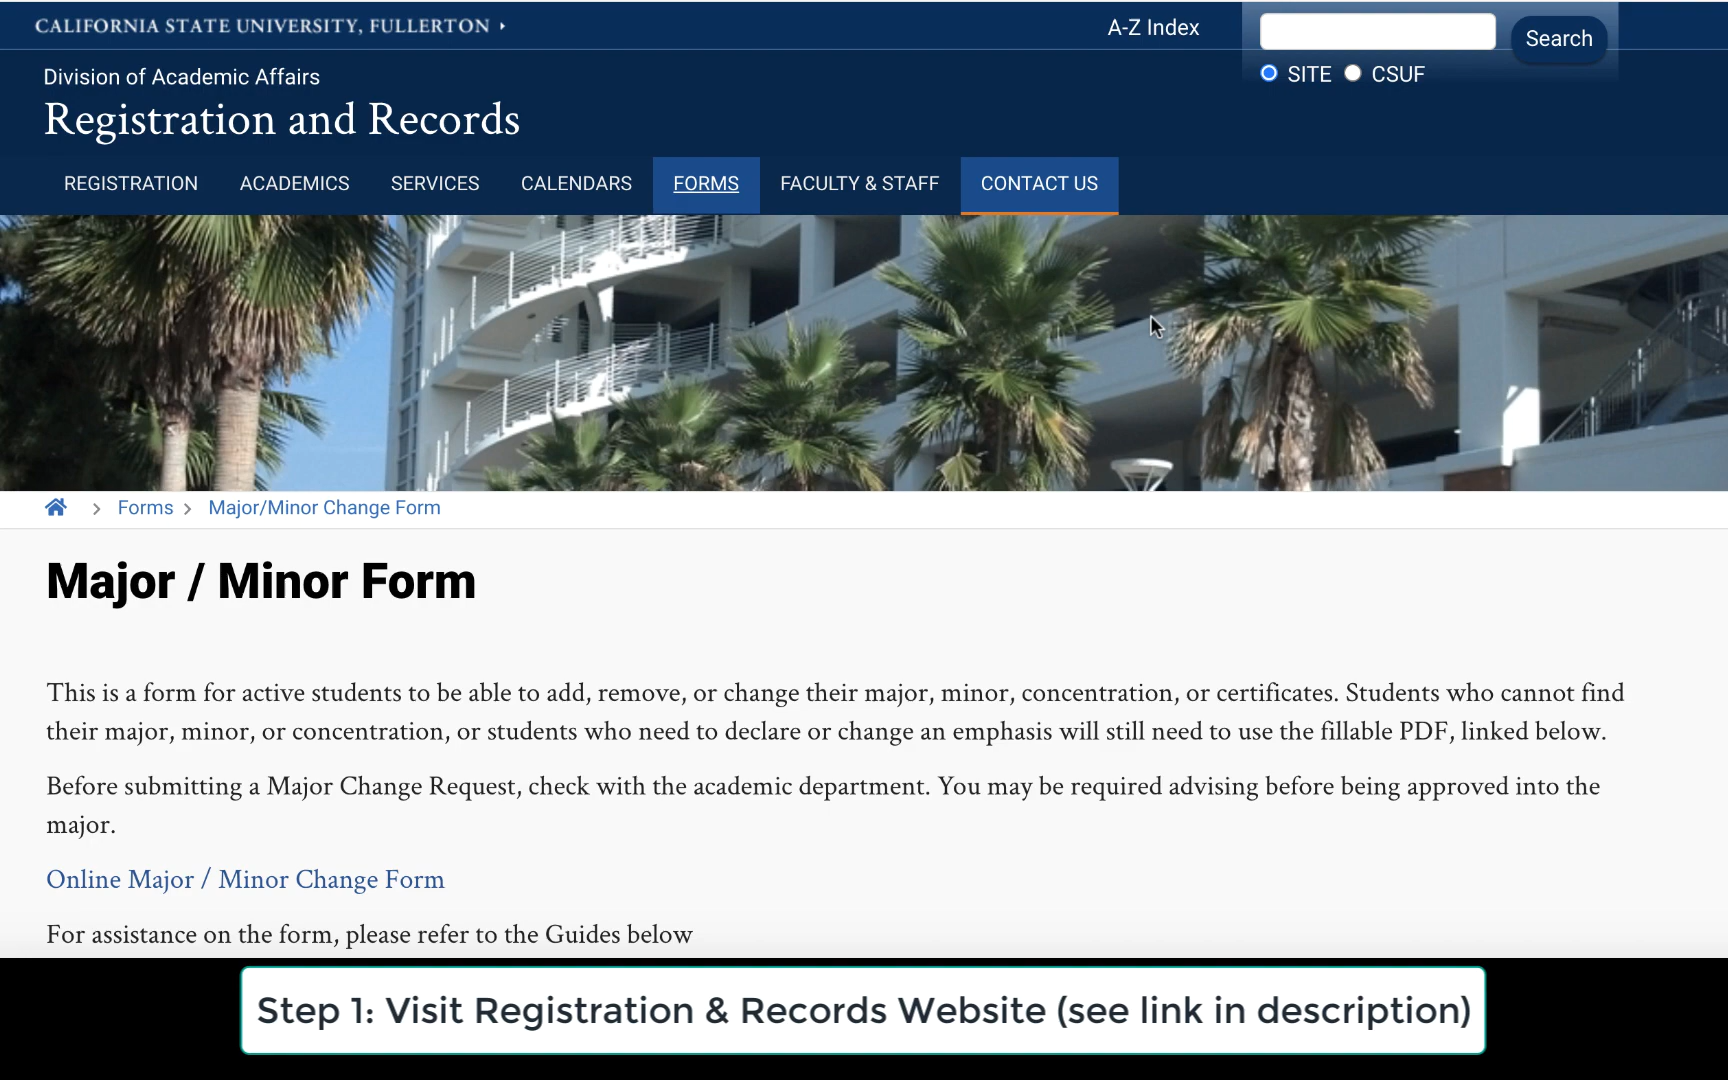 CALIFORNIA STATE UNIVERSITY, FULLERTON
A-Z Index
Search
SITE CSUF
Division of Academic Affairs
Registration and Records
REGISTRATION ACADEMICS SERVICES CALENDARS FORMS FACULTY & STAFF CONTACT US
Forms > Major/Minor Change Form
Major / Minor Form
This is a form for active students to be able to add, remove, or change their major, minor, concentration, or certificates. Students who cannot find
their major, minor, or concentration, or students who need to declare or change an emphasis will still need to use the fillable PDF, linked below.
Before submitting a Major Change Request, check with the academic department. You may be required advising before being approved into the
major.
Online Major / Minor Change Form
For assistance on the form, please refer to the Guides below
Step 1: Visit Registration & Records Website (see link in description)